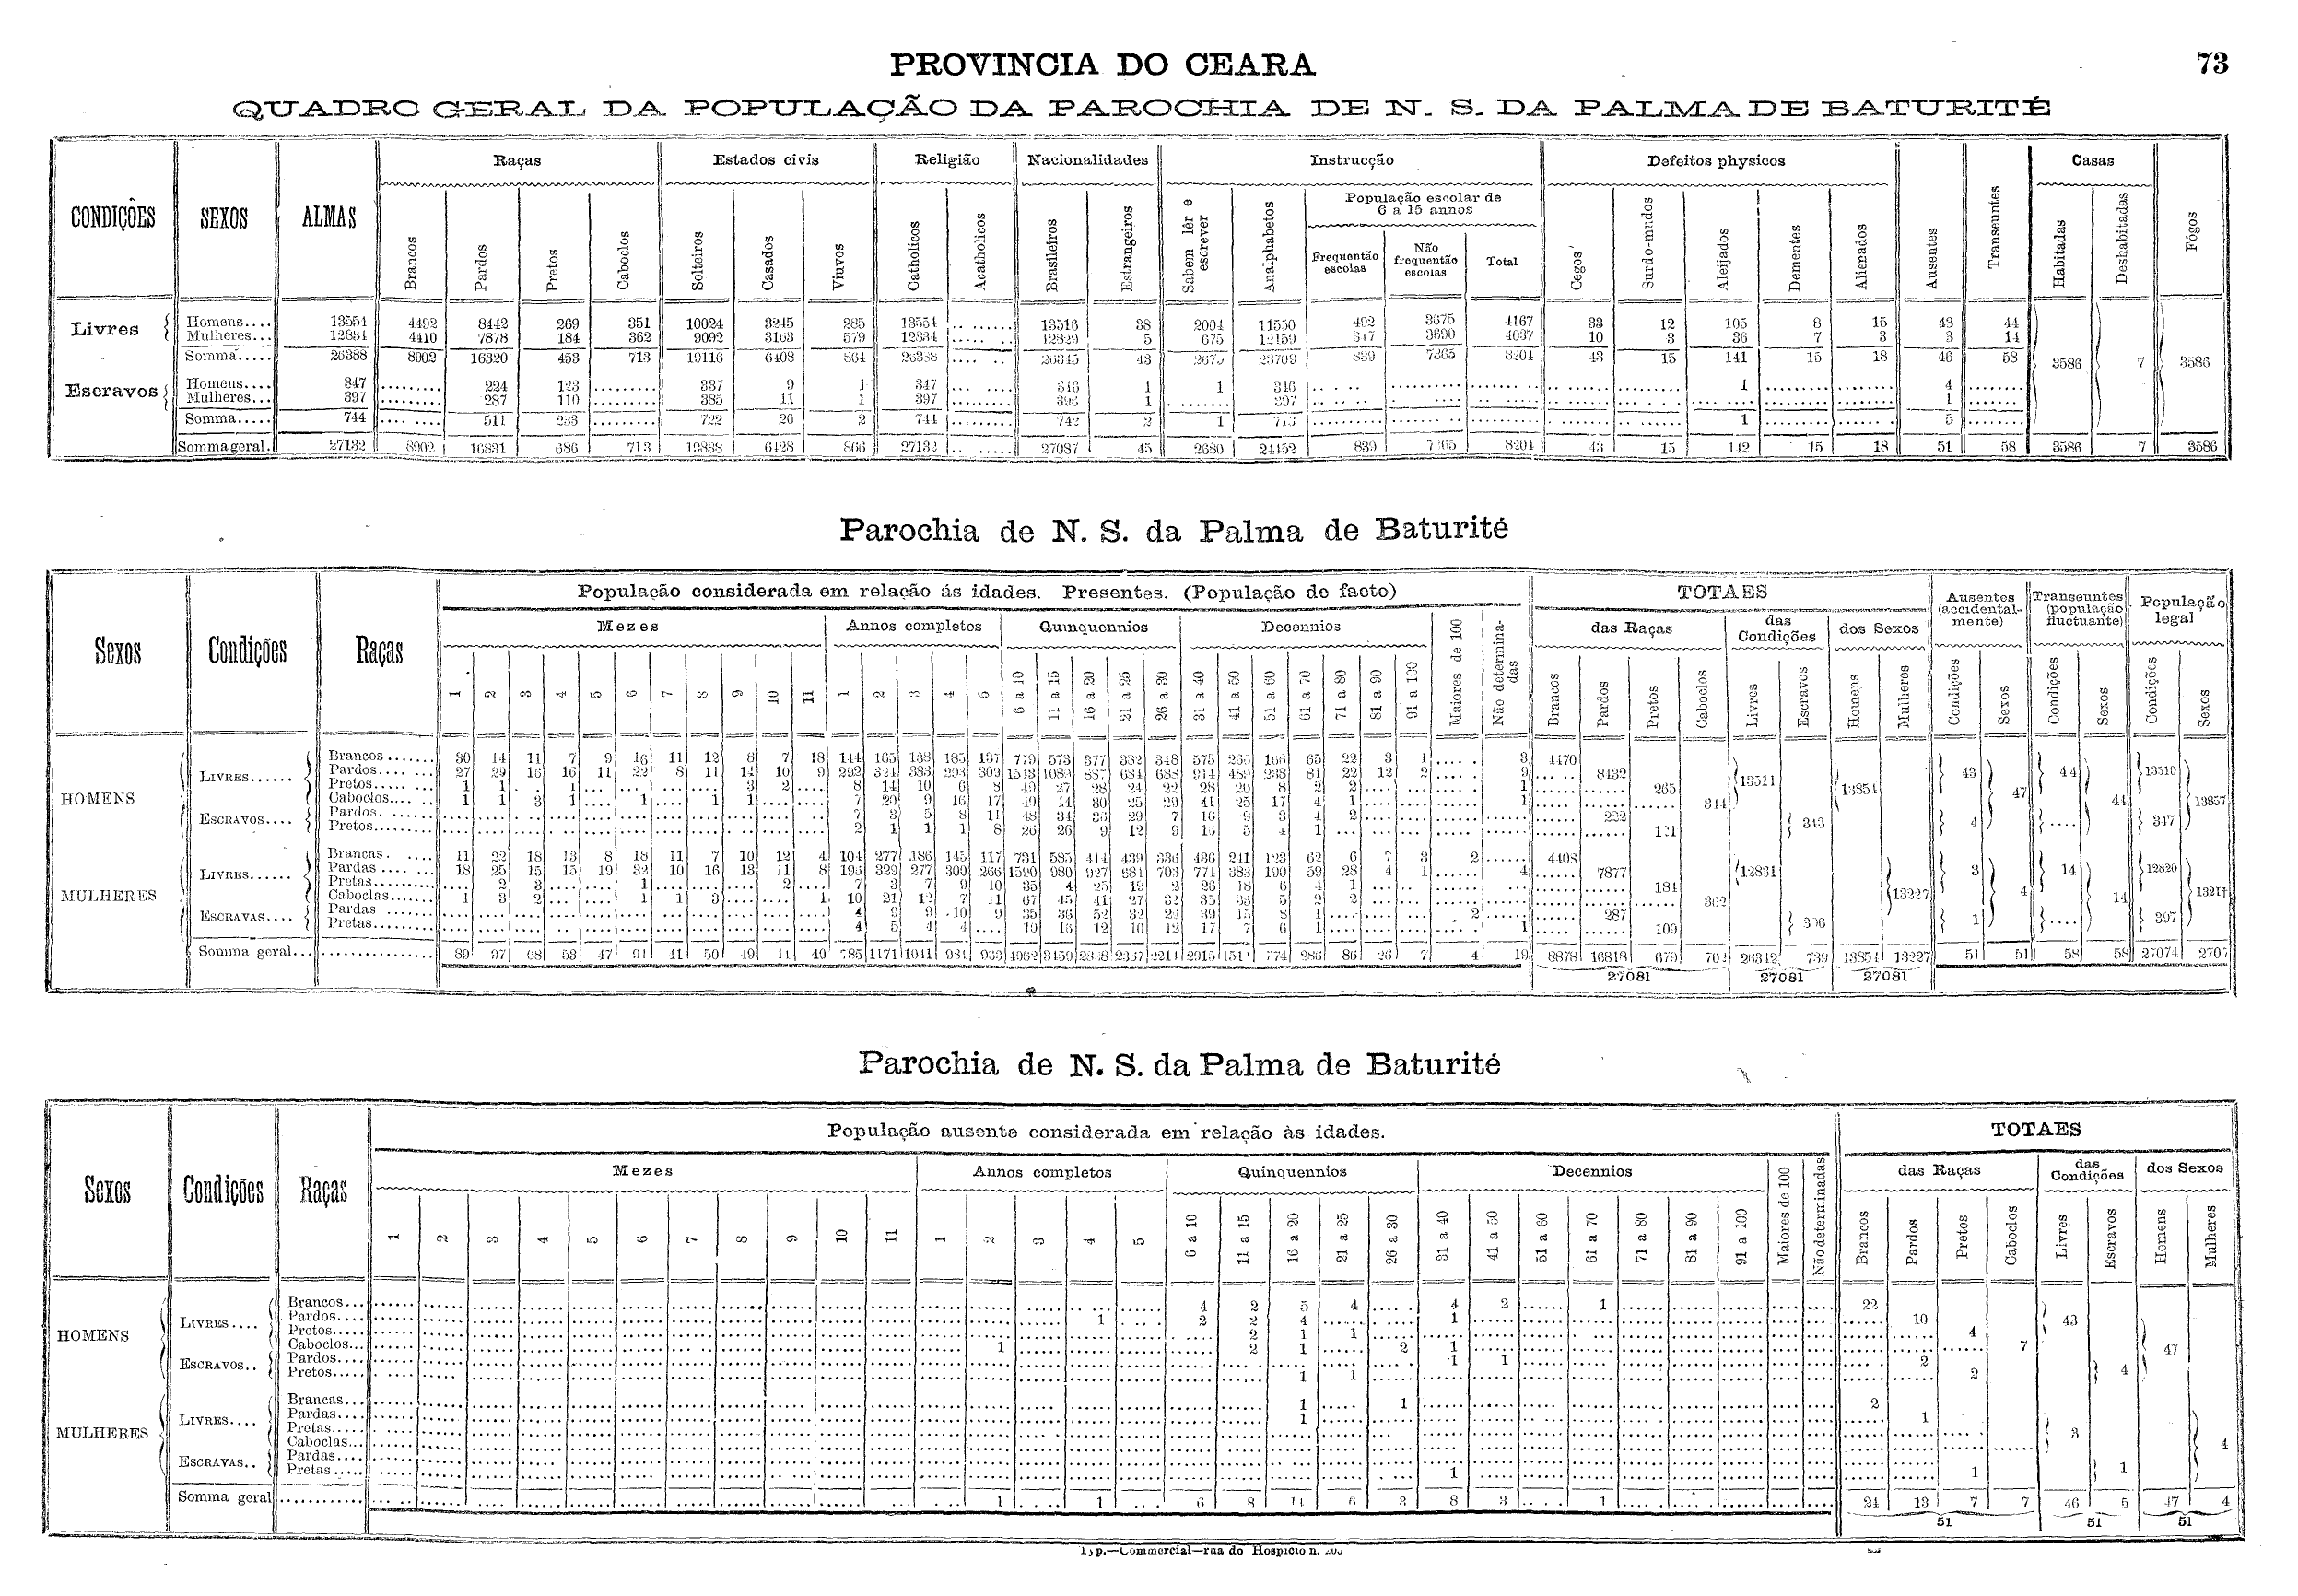 PROVINCIA DO CEARA
73
QUADRO GERAL DA POPULAÇÃO DA PAROCHIA DE N. S. DA PALMA DE BATURITÉ
CONDIÇÕES SEXOS ALMAS Raças Estados civis Religião Nacionalidades Instrucção Defeitos physicos Ausentes Transeuntes Casas Fógos
População escolar de 6 a 15 annos
Brancos Pardos Pretos Caboclos Solteiros Casados Viuvos Catholicos Acatholicos Brasileiros Estrangeiros Sabem lêr e escrever Analphabetos Frequentão escolas Não frequentão escolas Total Cegos Surdo-mudos Aleijados Dementes Alienados Habitadas Deshabitadas
Livres Homens.... 13554 4492 8442 269 351 10024 3245 285 13554 13516 38 2004 11550 492 3675 4167 33 12 105 8 15 43 44
Mulheres... 12834 4410 7878 184 362 9092 3163 579 12834 12829 5 675 12159 347 3690 4037 10 3 36 7 3 3 14
Somma..... 26388 8902 16320 453 713 19116 6408 864 26388 26345 43 23709 839 7365 8204 43 15 141 15 18 46 58 3586 7 3586
Escravos Homens.... 347 224 123 337 9 1 347 346 1 1 346 1 4
Mulheres... 397 287 110 385 11 1 397 396 1 397 1
Somma..... 744 511 233 722 20 2 744 742 2 1 1 5
Somma geral. 27132 8902 16831 686 713 19838 6428 866 27132 27087 45 2680 24452 839 7365 8204 43 15 142 15 18 51 58 3586 7 3586
Parochia de N. S. da Palma de Baturité
Sexos Condições Raças População considerada em relação ás idades. Presentes. (População de facto) TOTAES Ausentes (accidentalmente) Transeuntes (população fluctuante) População legal
Mezes Annos completos Quinquennios Decennios Maiores de 100 Não determinadas das Raças das Condições dos Sexos
1 2 3 4 5 6 7 8 9 10 11 1 2 3 4 5 6 a 10 11 a 15 16 a 20 21 a 25 26 a 30 31 a 40 41 a 50 51 a 60 61 a 70 71 a 80 81 a 90 91 a 100 Brancos Pardos Pretos Caboclos Livres Escravos Homens Mulheres Condições Sexos Condições Sexos Condições Sexos
HOMENS
LIVRES......
Brancos....... 30 14 11 7 9 16 11 12 8 7 18 144 165 138 185 137 779 573 377 332 348 573 266 166 65 22 3 1 3 4470
Pardos....... 27 29 16 16 11 22 8 11 14 10 9 292 383 309 1543 914 81 22 12 2 9 8432
Pretos....... 1 1 1 3 2 8 14 10 6 8 49 27 28 24 22 28 20 8 2 2 1 265
Caboclos....... 1 1 3 1 1 1 1 7 20 9 16 17 49 44 30 25 29 41 25 17 4 1 1 344
13511 13854 43 47 44 44 13510 13857
ESCRAVOS....
Pardos....... 7 3 5 8 11 48 34 36 29 7 16 9 3 4 2 222
Pretos........ 2 1 1 1 8 26 26 9 12 9 5 4 1 121
343 4 347
MULHERES
LIVRES......
Brancas....... 11 22 18 13 8 18 11 7 10 12 4 104 277 186 145 117 731 585 414 439 336 436 241 123 62 6 7 3 2 4408
Pardas....... 18 25 15 15 19 32 10 16 13 11 8 195 329 277 309 266 1590 980 927 703 774 383 190 59 28 4 1 4 7877
Pretas......... 2 3 1 2 7 3 7 9 10 35 4 25 19 2 26 18 6 4 1 184
Caboclas....... 1 3 2 1 1 3 1 10 21 12 7 11 67 45 41 27 32 35 33 5 2 2 362
12831 13227 3 4 14 14 12820
ESCRAVAS....
Pardas....... 4 9 9 10 9 35 36 52 32 39 15 8 1 2 287
Pretas......... 4 5 4 4 19 16 12 10 12 17 7 6 1 1 109
396 1 397
Somma geral... 89 97 68 53 47 91 41 50 49 41 40 785 1171 1011 931 4962 3159 2367 2211 2915 774 286 86 26 7 4 19 8878 16818 679 702 26342 739 13854 13227 51 51 58 58 27074
27081 27081 27081
Parochia de N. S. da Palma de Baturité
Sexos Condições Raças População ausente considerada em relação às idades. TOTAES
Mezes Annos completos Quinquennios Decennios Maiores de 100 Não determinadas das Raças das Condições dos Sexos
1 2 3 4 5 6 7 8 9 10 11 1 2 3 4 5 6 a 10 11 a 15 16 a 20 21 a 25 26 a 30 31 a 40 41 a 50 51 a 60 61 a 70 71 a 80 81 a 90 91 a 100 Brancos Pardos Pretos Caboclos Livres Escravos Homens Mulheres
HOMENS
LIVRES....
Brancos... 4 2 5 4 4 2 1 22
Pardos.... 1 2 2 4 1 10
Pretos..... 2 1 1 4
Caboclos... 1 2 1 2 1 7
43 47
ESCRAVOS..
Pardos.... 1 1 2
Pretos..... 1 1 2
4
MULHERES
LIVRES....
Brancas... 1 1 2
Pardas.... 1 1
Pretas.....
Caboclas...
3 4
ESCRAVAS..
Pardas....
Pretas..... 1 1
1
Somma geral 1 1 6 8 14 6 3 8 3 1 24 13 7 7 46 5 47 4
51 51 51
Typ.—Commercial—rua do Hospicio n.